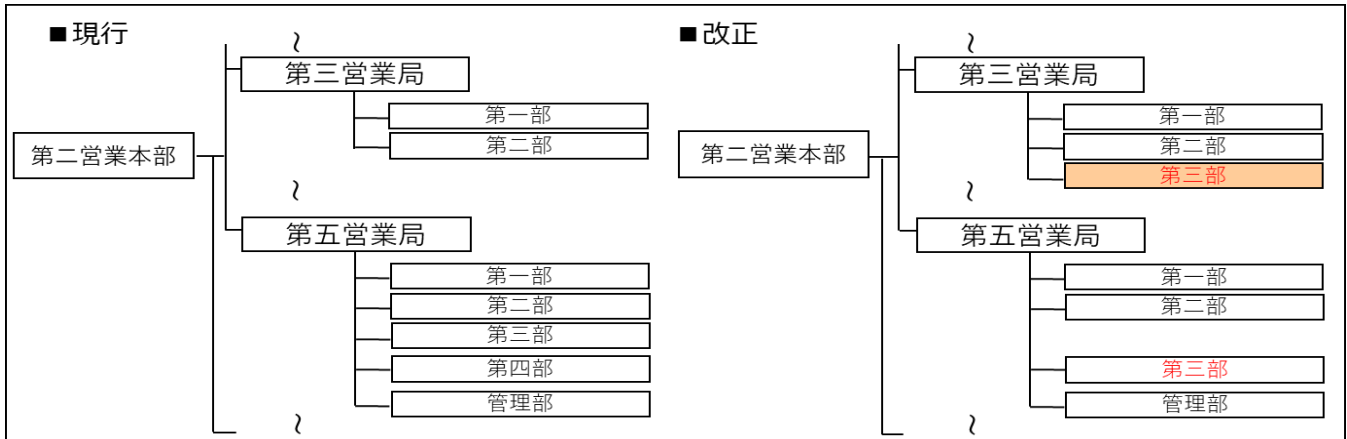 ■現行
～
第三営業局
第一部
第二部
第二営業本部
～
第五営業局
第一部
第二部
第三部
第四部
管理部
～
■改正
～
第三営業局
第一部
第二部
第三部
第二営業本部
～
第五営業局
第一部
第二部
第三部
管理部
～